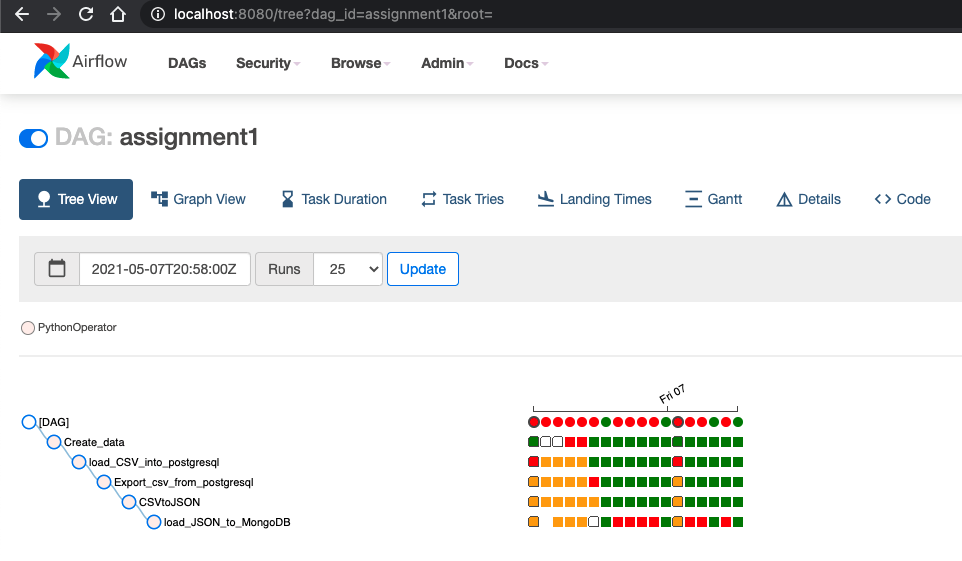 localhost:8080/tree?dag_id=assignment1&root=
Airflow DAGs Security Browse Admin Docs
DAG: assignment1
Tree View Graph View Task Duration Task Tries Landing Times Gantt Details Code
2021-05-07T20:58:00Z Runs 25 Update
PythonOperator
Fri 07
[DAG]
Create_data
load_CSV_into_postgresql
Export_csv_from_postgresql
CSVtoJSON
load_JSON_to_MongoDB